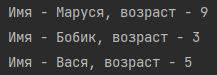 Имя - Маруся, возраст - 9
Имя - Бобик, возраст - 3
Имя - Вася, возраст - 5